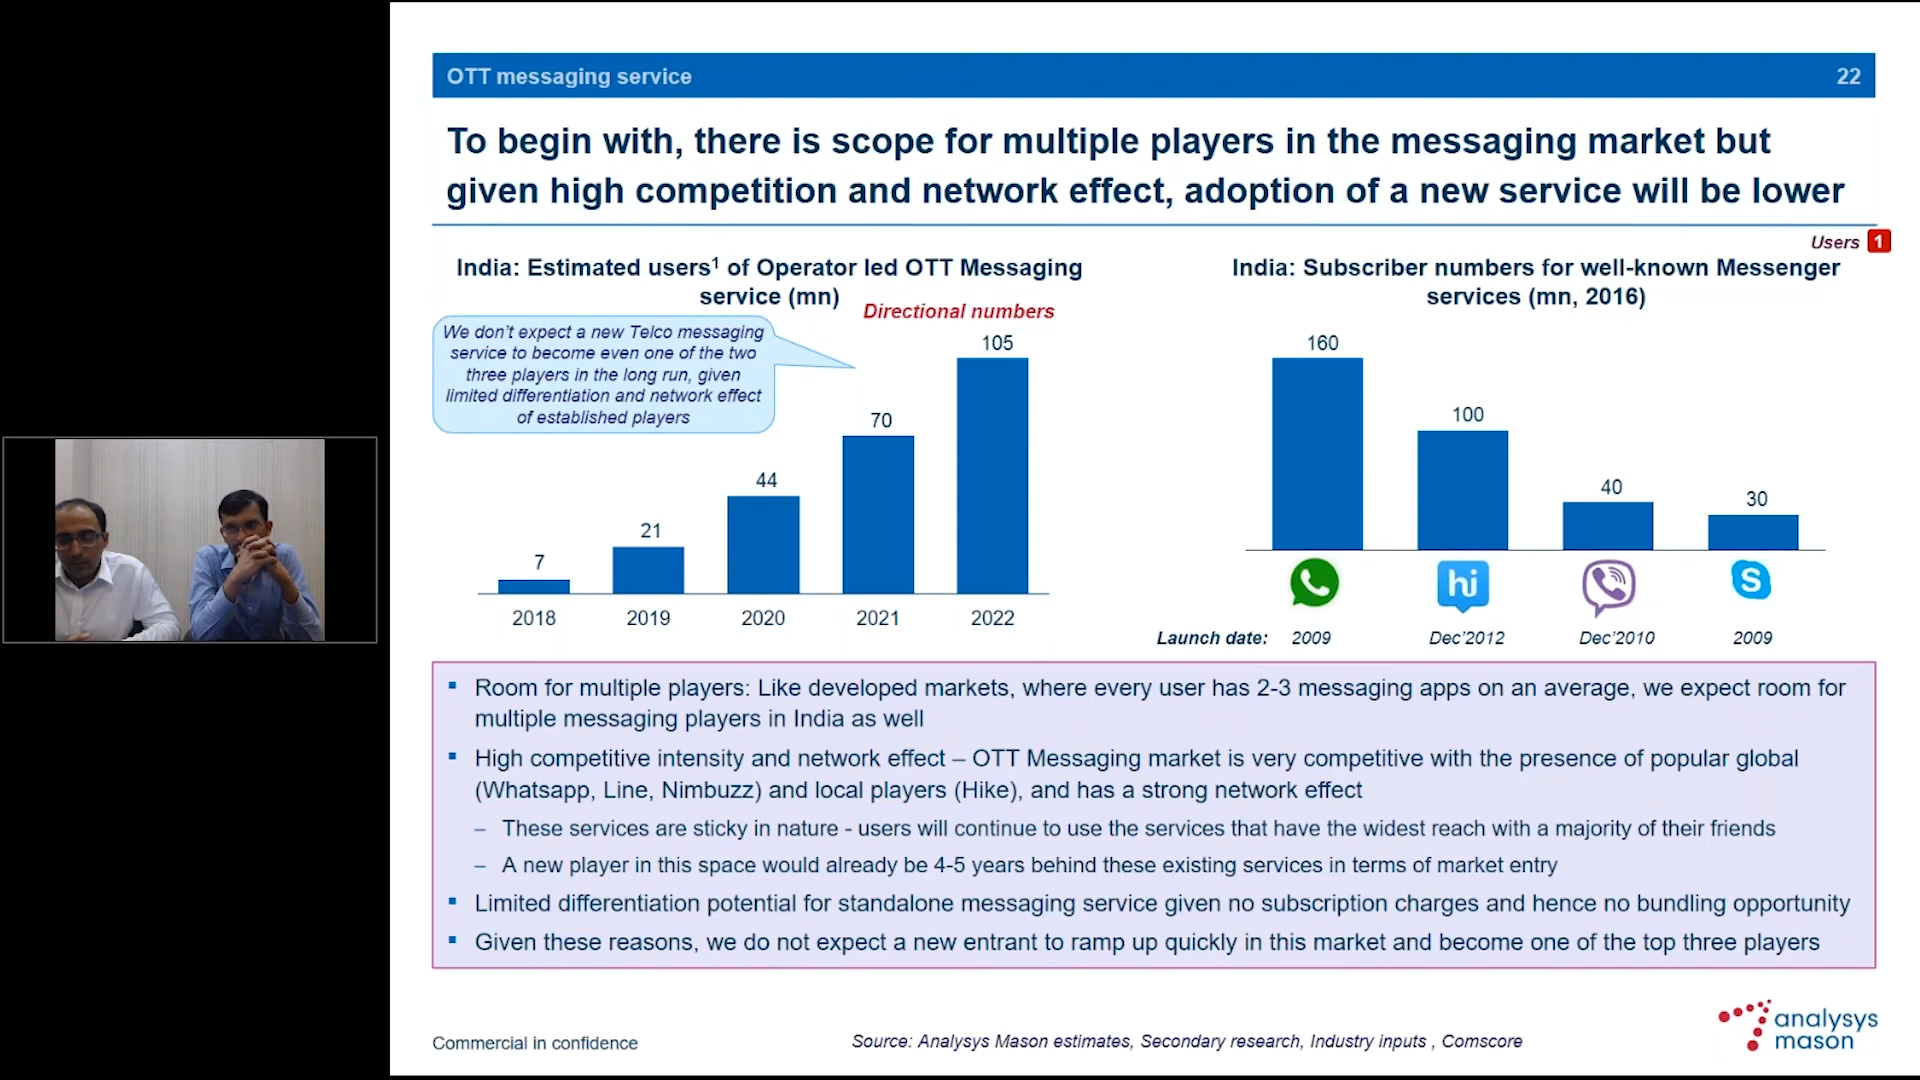 OTT messaging service 22
To begin with, there is scope for multiple players in the messaging market but
given high competition and network effect, adoption of a new service will be lower
Users 1
India: Estimated users¹ of Operator led OTT Messaging
service (mn)
Directional numbers
We don't expect a new Telco messaging
service to become even one of the two
three players in the long run, given
limited differentiation and network effect
of established players
7
21
44
70
105
2018 2019 2020 2021 2022
India: Subscriber numbers for well-known Messenger
services (mn, 2016)
160
100
40
30
hi
S
Launch date: 2009 Dec'2012 Dec'2010 2009
▪ Room for multiple players: Like developed markets, where every user has 2-3 messaging apps on an average, we expect room for
multiple messaging players in India as well
▪ High competitive intensity and network effect – OTT Messaging market is very competitive with the presence of popular global
(Whatsapp, Line, Nimbuzz) and local players (Hike), and has a strong network effect
– These services are sticky in nature - users will continue to use the services that have the widest reach with a majority of their friends
– A new player in this space would already be 4-5 years behind these existing services in terms of market entry
▪ Limited differentiation potential for standalone messaging service given no subscription charges and hence no bundling opportunity
▪ Given these reasons, we do not expect a new entrant to ramp up quickly in this market and become one of the top three players
Commercial in confidence
Source: Analysys Mason estimates, Secondary research, Industry inputs , Comscore
analysys
mason